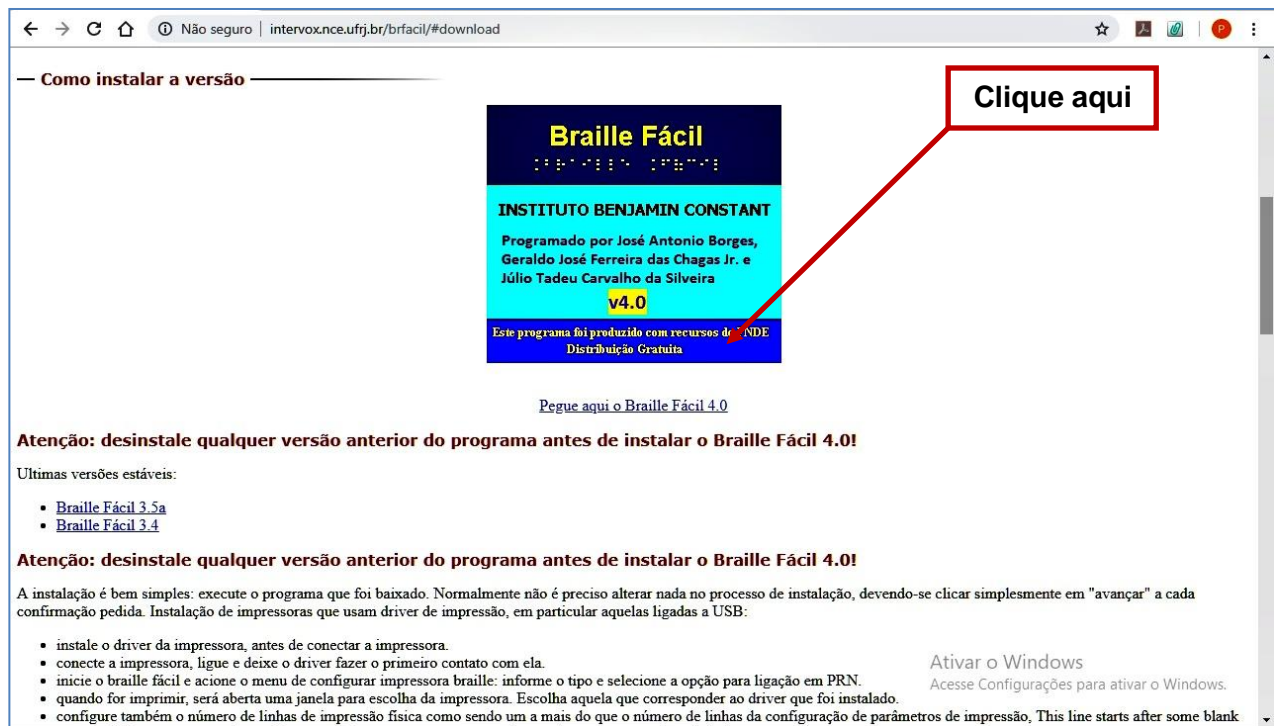 Não seguro | intervox.nce.ufrj.br/brfacil/#download
P
Como instalar a versão
Clique aqui
Braille Fácil
INSTITUTO BENJAMIN CONSTANT
Programado por José Antonio Borges,
Geraldo José Ferreira das Chagas Jr. e
Júlio Tadeu Carvalho da Silveira
v4.0
Este programa foi produzido com recursos do FNDE
Distribuição Gratuita
Pegue aqui o Braille Fácil 4.0
Atenção: desinstale qualquer versão anterior do programa antes de instalar o Braille Fácil 4.0!
Ultimas versões estáveis:
• Braille Fácil 3.5a
• Braille Fácil 3.4
Atenção: desinstale qualquer versão anterior do programa antes de instalar o Braille Fácil 4.0!
A instalação é bem simples: execute o programa que foi baixado. Normalmente não é preciso alterar nada no processo de instalação, devendo-se clicar simplesmente em "avançar" a cada
confirmação pedida. Instalação de impressoras que usam driver de impressão, em particular aquelas ligadas a USB:
• instale o driver da impressora, antes de conectar a impressora.
• conecte a impressora, ligue e deixe o driver fazer o primeiro contato com ela.
• inicie o braille fácil e acione o menu de configurar impressora braille: informe o tipo e selecione a opção para ligação em PRN.
• quando for imprimir, será aberta uma janela para escolha da impressora. Escolha aquela que corresponder ao driver que foi instalado.
• configure também o número de linhas de impressão física como sendo um a mais do que o número de linhas da configuração de parâmetros de impressão, This line starts after some blank
Ativar o Windows
Acesse Configurações para ativar o Windows.